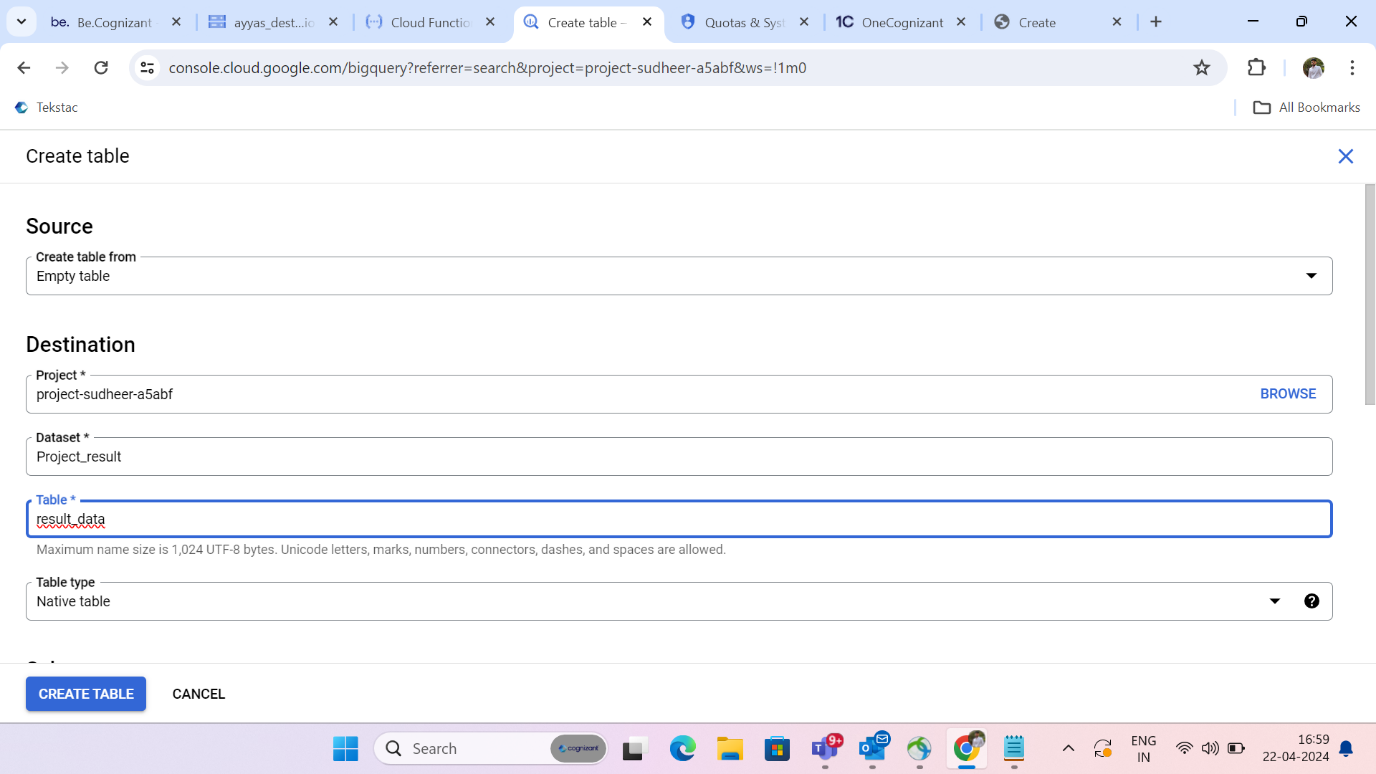 be. Be.Cognizant
ayyas_dest...ic
Cloud Functio
Create table –
Quotas & Syst
1C OneCognizant
Create
console.cloud.google.com/bigquery?referrer=search&project=project-sudheer-a5abf&ws=!1m0
Tekstac
All Bookmarks
Create table
Source
Create table from
Empty table
Destination
Project *
project-sudheer-a5abf
BROWSE
Dataset *
Project_result
Table *
result_data
Maximum name size is 1,024 UTF-8 bytes. Unicode letters, marks, numbers, connectors, dashes, and spaces are allowed.
Table type
Native table
CREATE TABLE CANCEL
Search
cognizant
9+
ENG
IN
16:59
22-04-2024